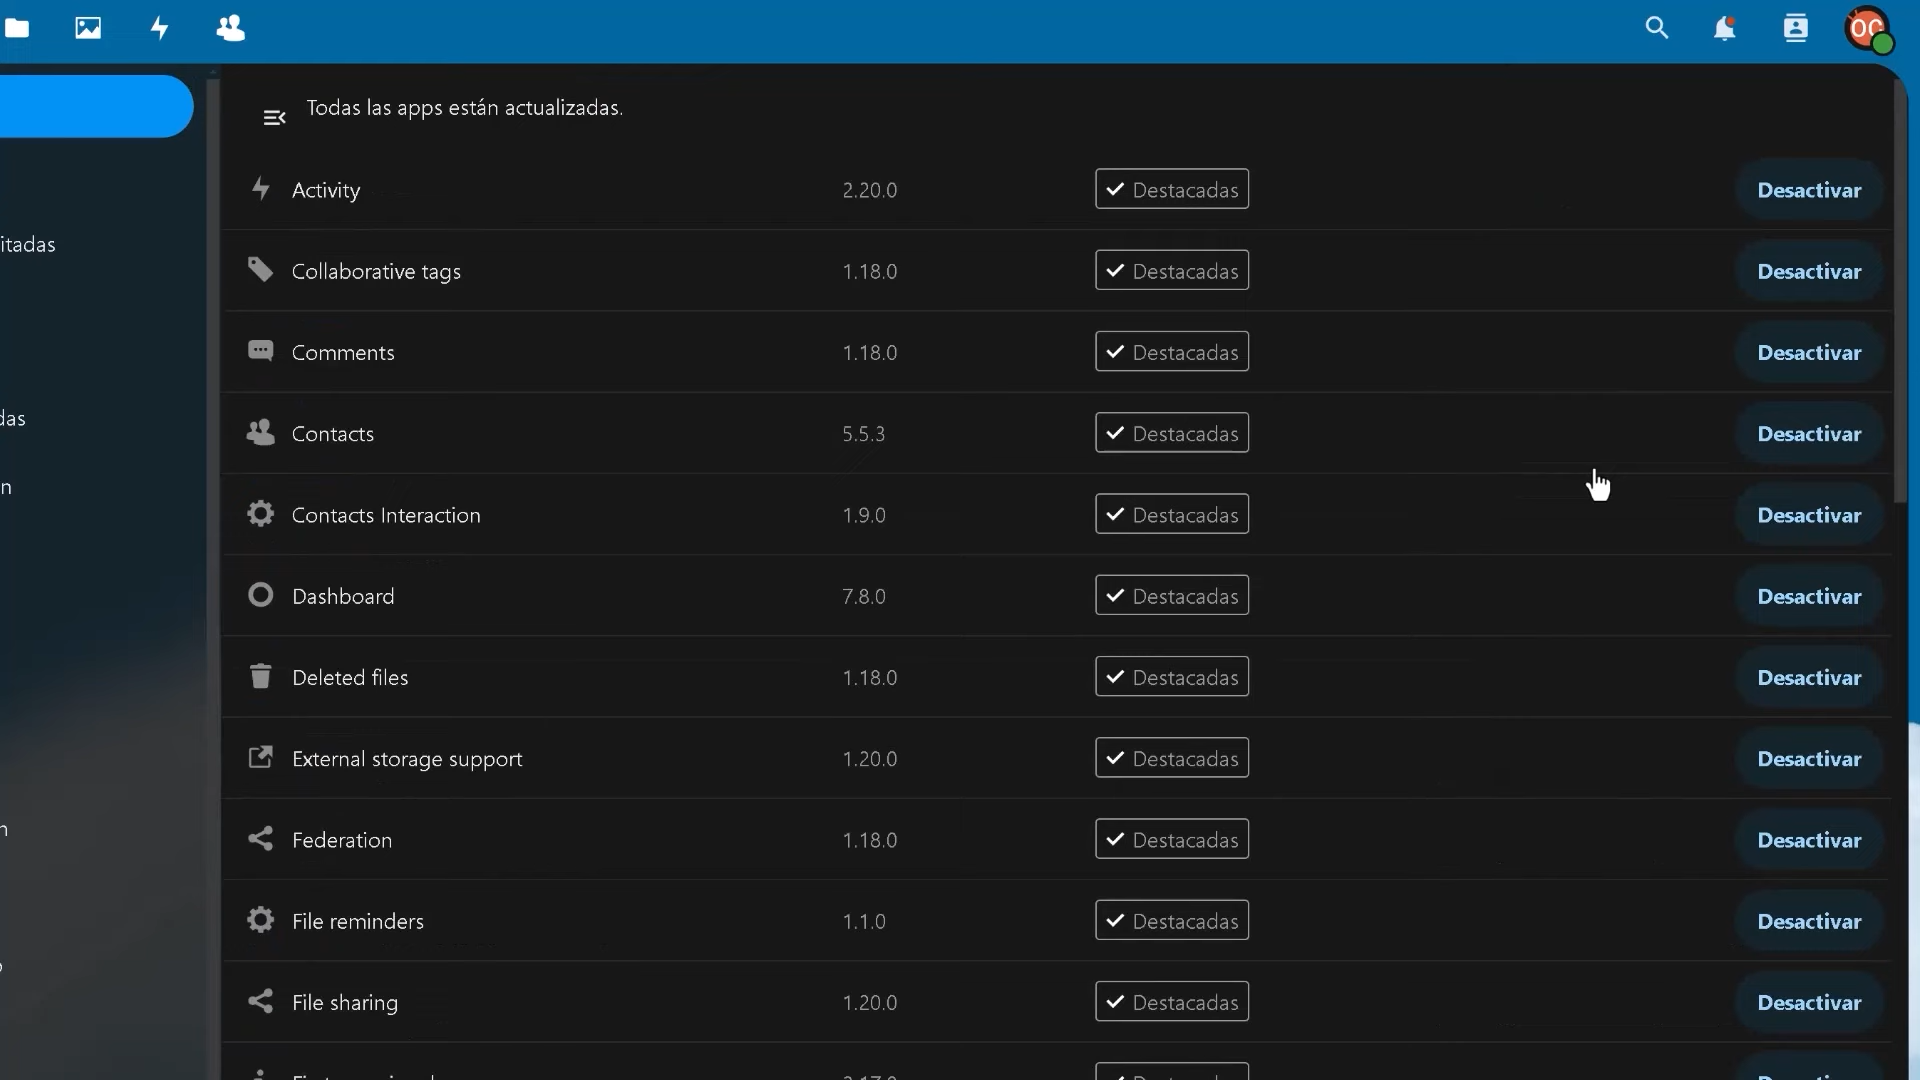 OC
Todas las apps están actualizadas.
Activity 2.20.0 Destacadas Desactivar
Collaborative tags 1.18.0 Destacadas Desactivar
itadas
Comments 1.18.0 Destacadas Desactivar
das
Contacts 5.5.3 Destacadas Desactivar
n
Contacts Interaction 1.9.0 Destacadas Desactivar
Dashboard 7.8.0 Destacadas Desactivar
Deleted files 1.18.0 Destacadas Desactivar
External storage support 1.20.0 Destacadas Desactivar
n
Federation 1.18.0 Destacadas Desactivar
File reminders 1.1.0 Destacadas Desactivar
File sharing 1.20.0 Destacadas Desactivar